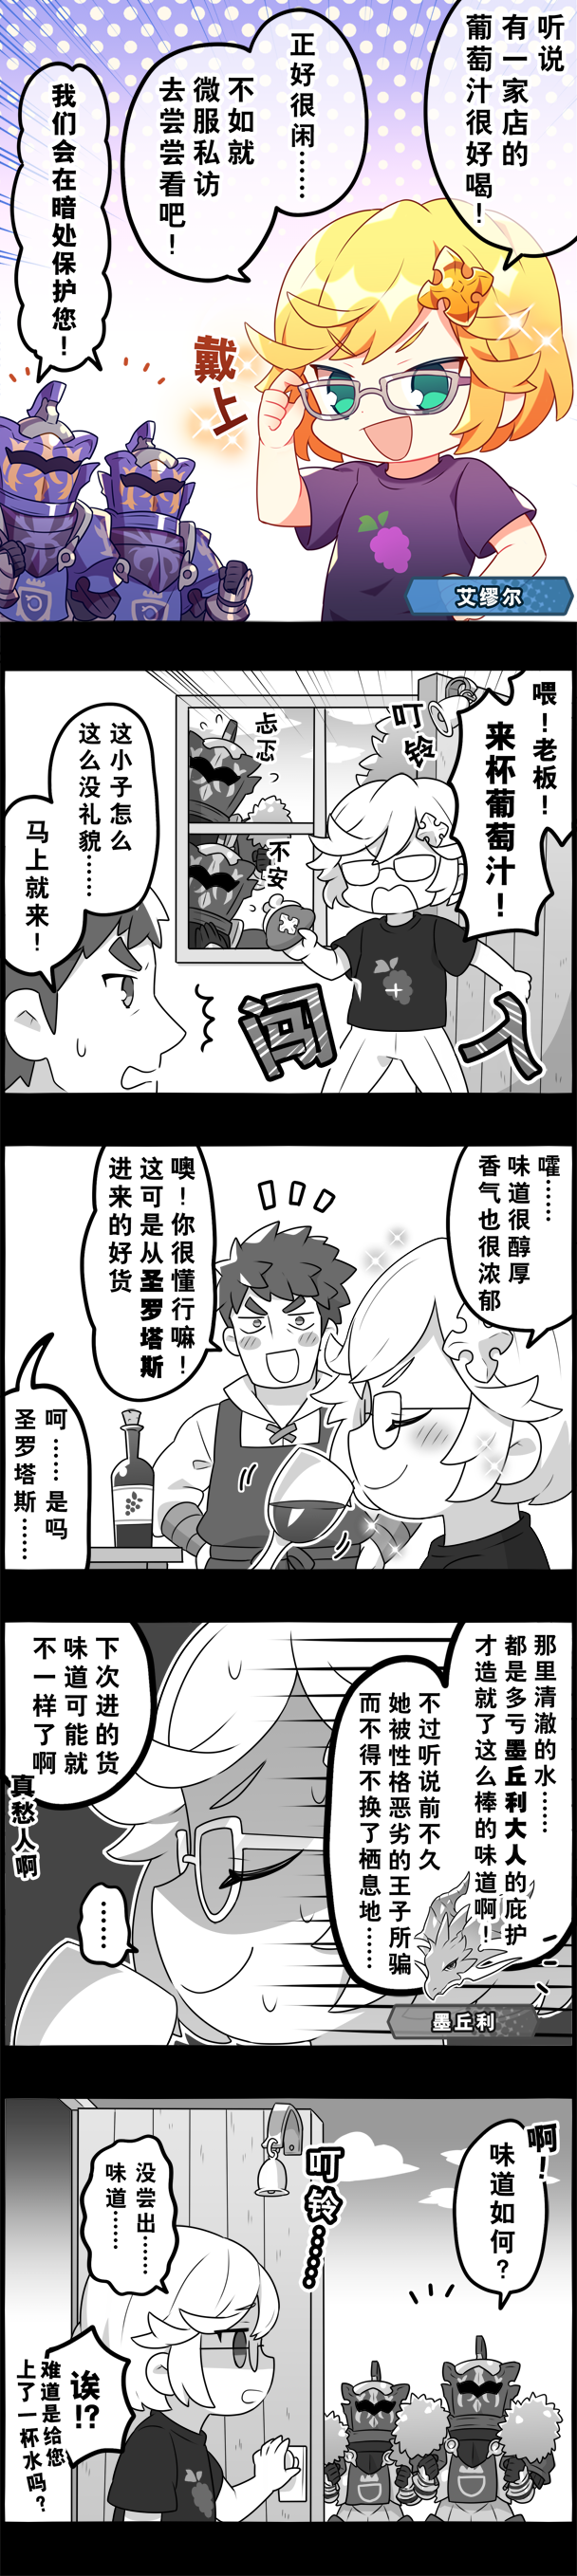 听说
有一家店的
葡萄汁很好喝！
正好很闲……
不如就
微服私访
去尝尝看吧！
我们会在暗处保护您！
戴上
艾缪尔
喂！老板！
来杯葡萄汁！
叮铃
忐忑
不安
这小子怎么
这么没礼貌……
马上就来！
闯入
嚯……
味道很醇厚
香气也很浓郁
噢！你很懂行嘛！
这可是从圣罗塔斯
进来的好货
呵……是吗
圣罗塔斯……
那里清澈的水……
都是多亏墨丘利大人的庇护
才造就了这么棒的味道啊！
不过听说前不久
她被性格恶劣的王子所骗
而不得不换了栖息地……
墨丘利
下次进的货
味道可能就
不一样了啊
真愁人啊
……
啊！
味道如何？
叮铃……
没尝出……
味道……
诶!?
难道是给您
上了一杯水吗？